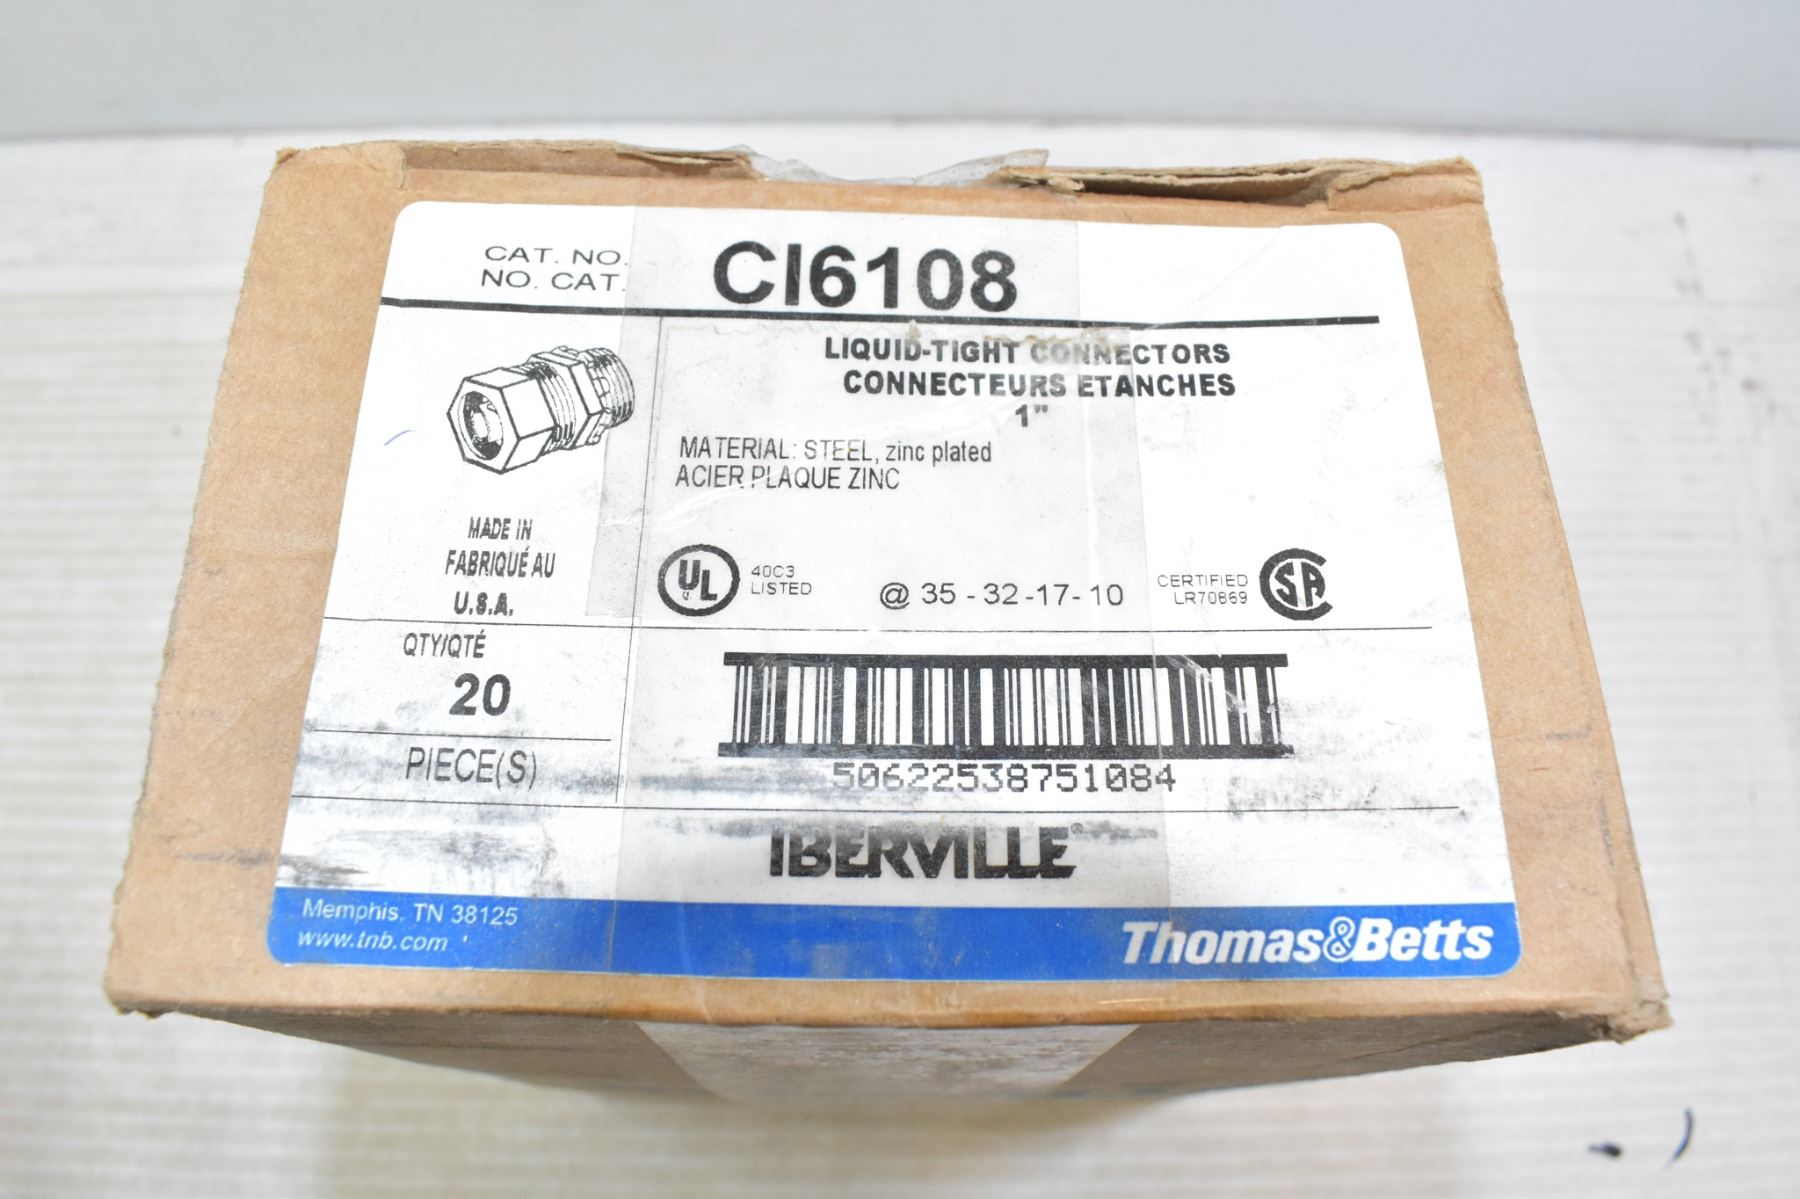 CAT. NO.
NO. CAT.
CI6108
LIQUID-TIGHT CONNECTORS
CONNECTEURS ETANCHES
1"
MATERIAL: STEEL, zinc plated
ACIER PLAQUE ZINC
MADE IN
FABRIQUÉ AU
U.S.A.
UL
40C3
LISTED
@ 35 - 32 -17- 10
CERTIFIED
LR70869
SA
QTY/QTÉ
20
PIECE(S)
50622538751084
IBERVILLE®
Memphis, TN 38125
www.tnb.com
Thomas&Betts